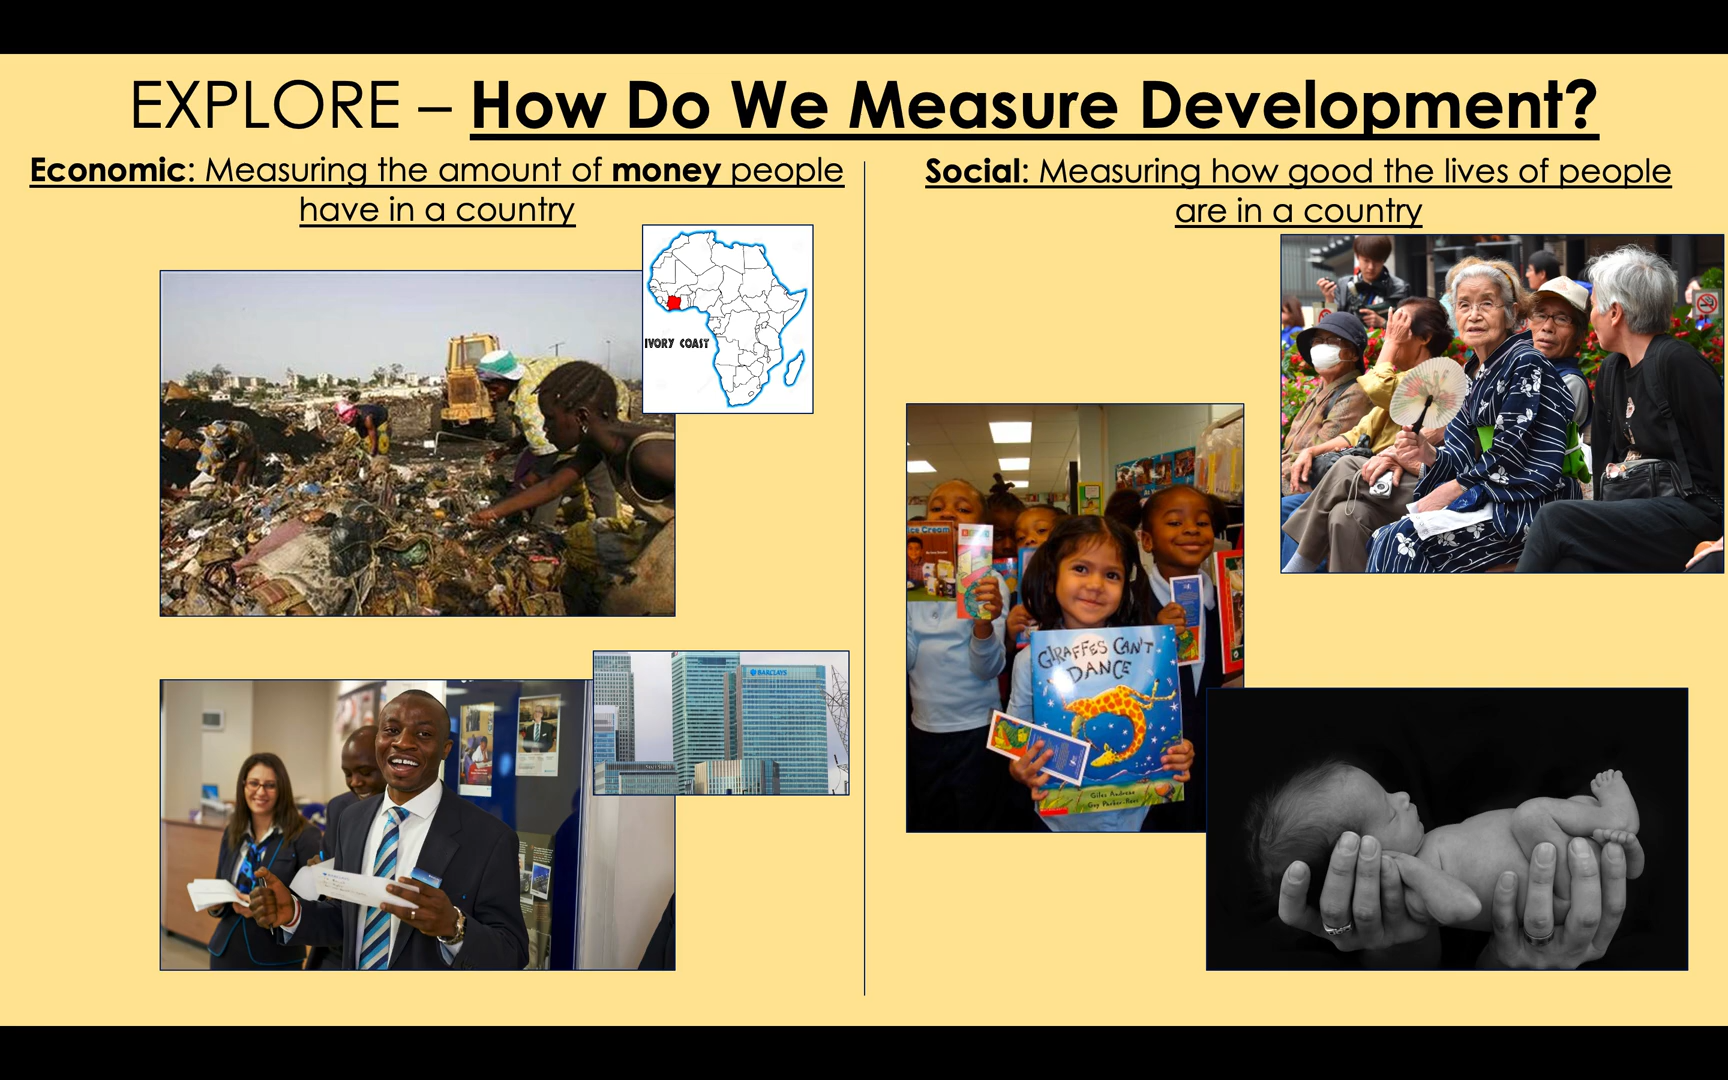 EXPLORE – How Do We Measure Development?
Economic: Measuring the amount of money people
have in a country
Social: Measuring how good the lives of people
are in a country
IVORY COAST
BARCLAYS
Ice Cream
GIRAFFES CAN'T
DANCE
Giles Andreae
Guy Parker-Rees